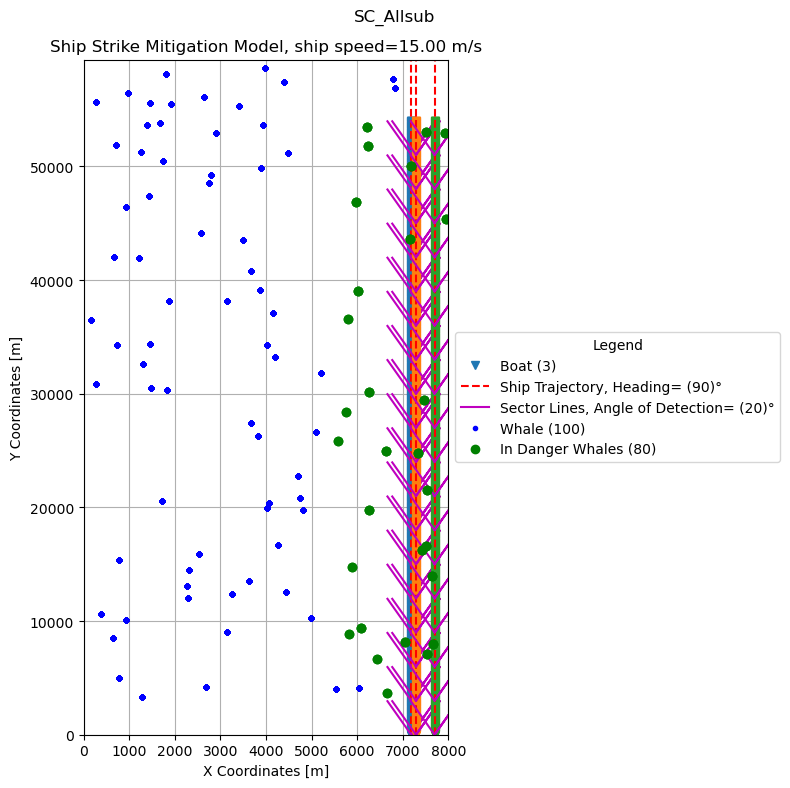 SC_Allsub
Ship Strike Mitigation Model, ship speed=15.00 m/s
50000
40000
30000
20000
10000
0
Y Coordinates [m]
0 1000 2000 3000 4000 5000 6000 7000 8000
X Coordinates [m]
Legend
Boat (3)
Ship Trajectory, Heading= (90)°
Sector Lines, Angle of Detection= (20)°
Whale (100)
In Danger Whales (80)